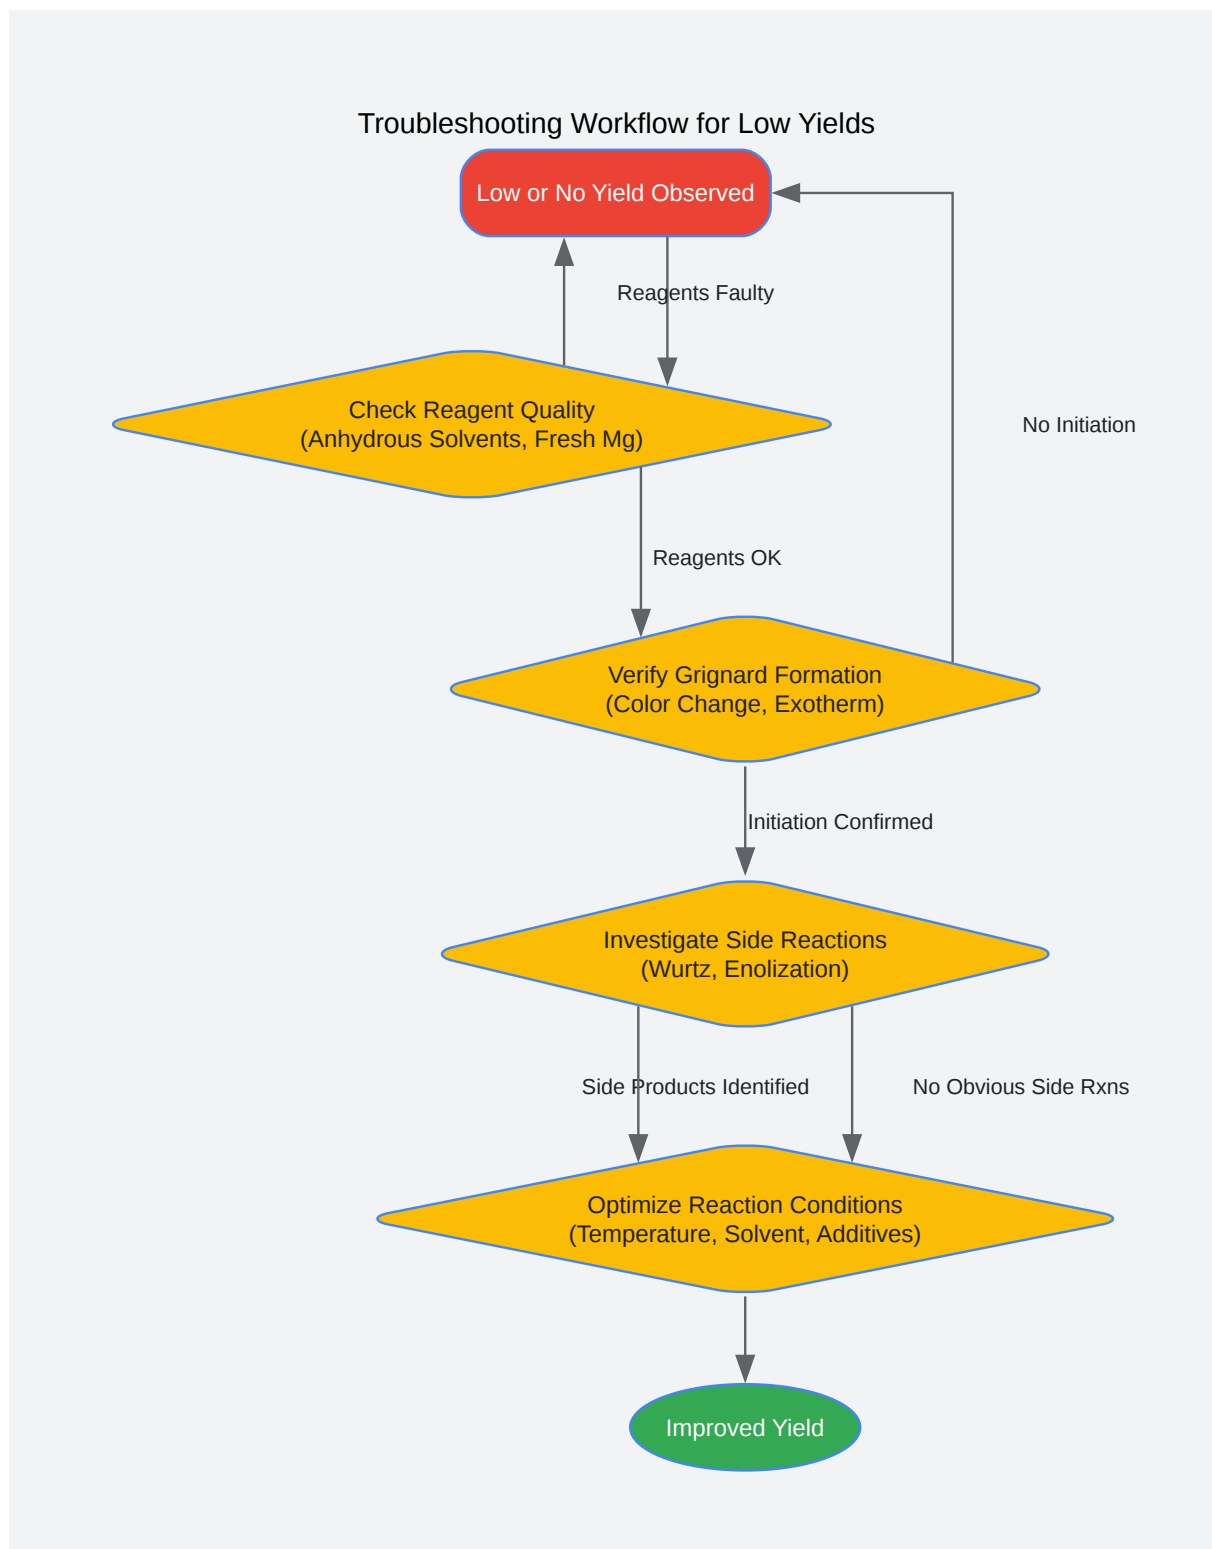 Troubleshooting Workflow for Low Yields
Low or No Yield Observed
Reagents Faulty
Check Reagent Quality
(Anhydrous Solvents, Fresh Mg)
No Initiation
Reagents OK
Verify Grignard Formation
(Color Change, Exotherm)
Initiation Confirmed
Investigate Side Reactions
(Wurtz, Enolization)
Side Products Identified
No Obvious Side Rxns
Optimize Reaction Conditions
(Temperature, Solvent, Additives)
Improved Yield